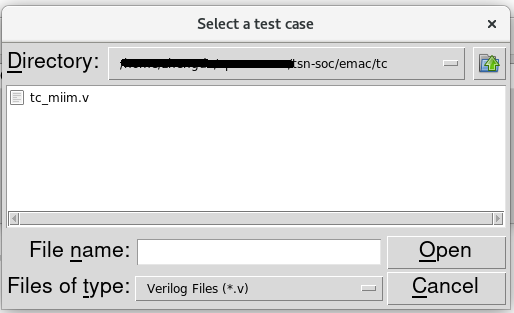 Select a test case
Directory: tsn-soc/emac/tc
tc_miim.v
File name: Open
Files of type: Verilog Files (*.v) Cancel